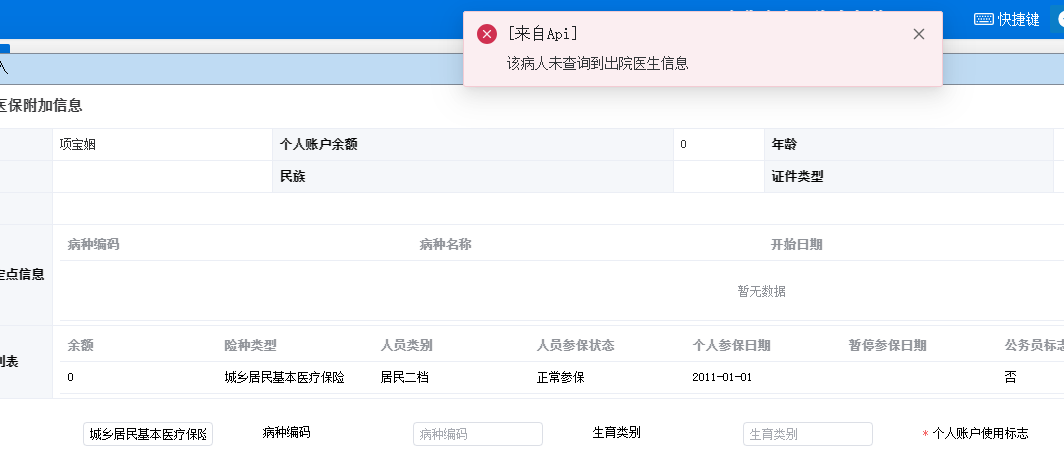 快捷键
[来自Api]
该病人未查询到出院医生信息
医保附加信息
项宝姻 个人账户余额 0 年龄
民族 证件类型
病种编码 病种名称 开始日期
定点信息
暂无数据
余额 险种类型 人员类别 人员参保状态 个人参保日期 暂停参保日期 公务员标志
列表
0 城乡居民基本医疗保险 居民二档 正常参保 2011-01-01 否
城乡居民基本医疗保险 病种编码 病种编码 生育类别 生育类别 * 个人账户使用标志